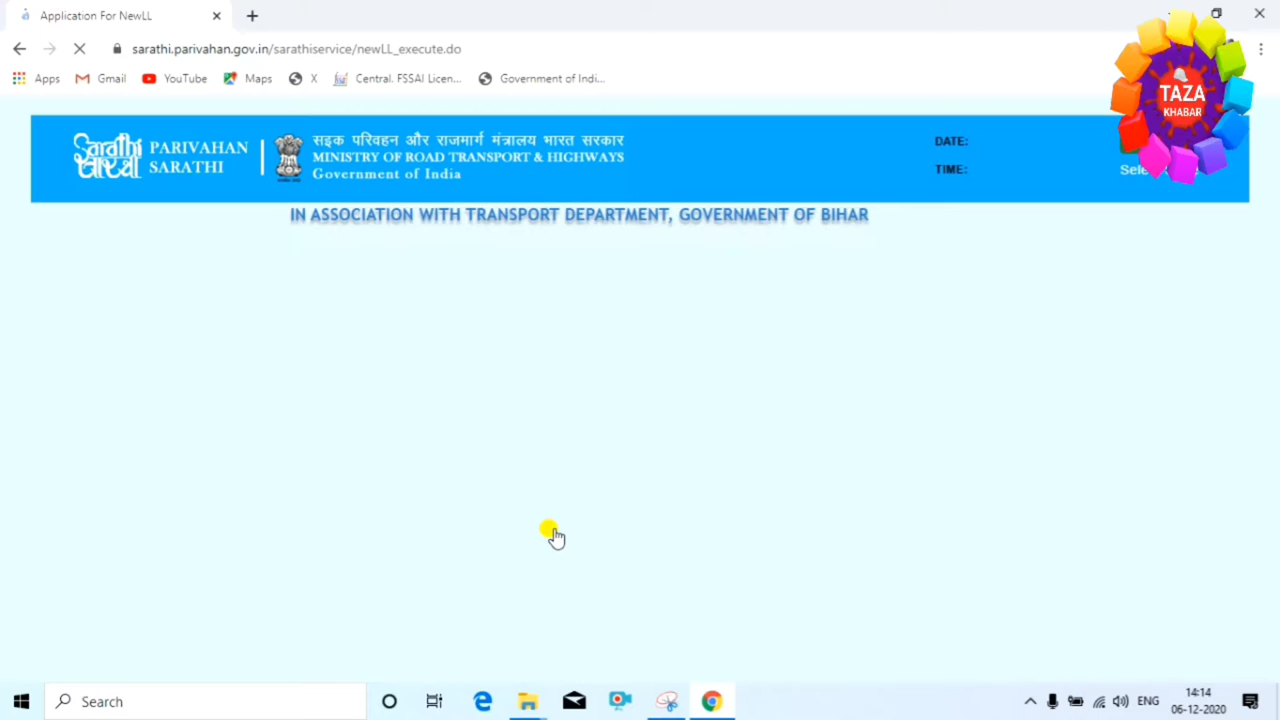 Application For NewLL
sarathi.parivahan.gov.in/sarathiservice/newLL_execute.do
Apps
Gmail
YouTube
Maps
X
Central. FSSAI Licen...
Government of Indi...
TAZA
KHABAR
PARIVAHAN
SARATHI
सड़क परिवहन और राजमार्ग मंत्रालय भारत सरकार
MINISTRY OF ROAD TRANSPORT & HIGHWAYS
Government of India
DATE:
TIME:
IN ASSOCIATION WITH TRANSPORT DEPARTMENT, GOVERNMENT OF BIHAR
Search
ENG
14:14
06-12-2020